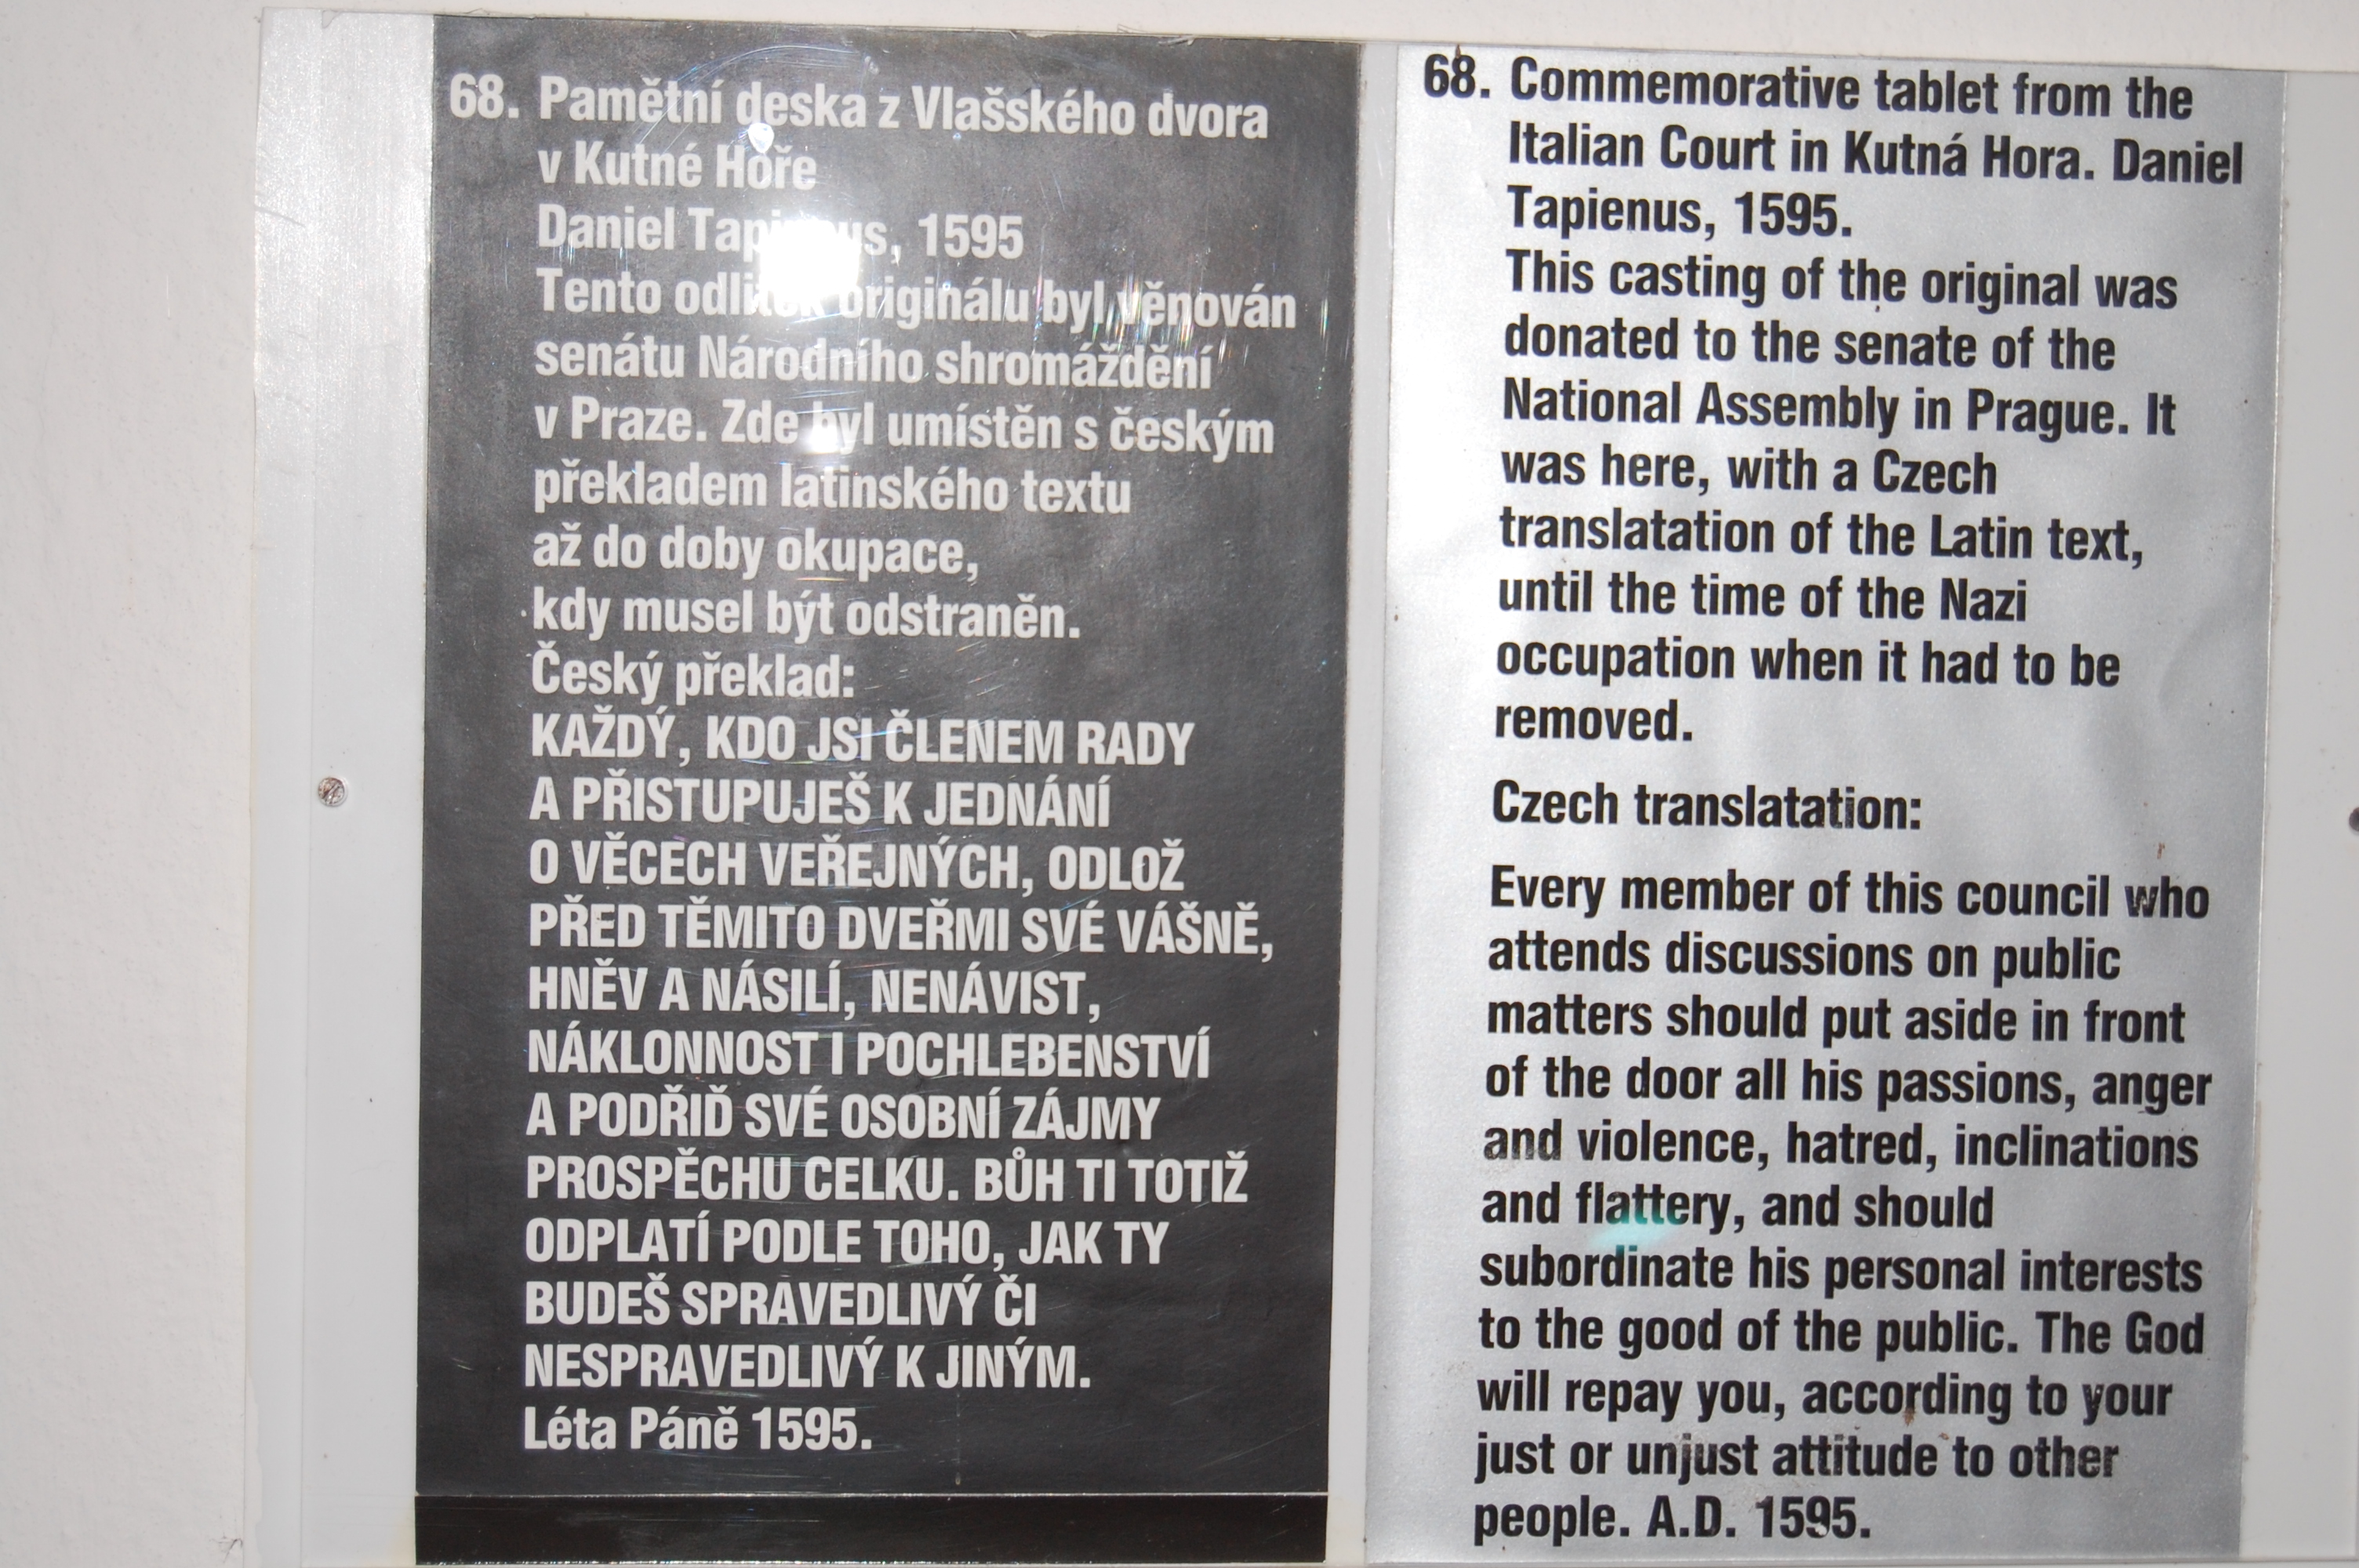 68. Pamětní deska z Vlašského dvora
v Kutné Hoře
Daniel Tapienus, 1595
Tento odlitek originálu byl věnován
senátu Národního shromáždění
v Praze. Zde byl umístěn s českým
překladem latinského textu
až do doby okupace,
kdy musel být odstraněn.
Český překlad:
KAŽDÝ, KDO JSI ČLENEM RADY
A PŘISTUPUJEŠ K JEDNÁNÍ
O VĚCECH VEŘEJNÝCH, ODLOŽ
PŘED TĚMITO DVEŘMI SVÉ VÁŠNĚ,
HNĚV A NÁSILÍ, NENÁVIST,
NÁKLONNOST I POCHLEBENSTVÍ
A PODŘIĎ SVÉ OSOBNÍ ZÁJMY
PROSPĚCHU CELKU. BŮH TI TOTIŽ
ODPLATÍ PODLE TOHO, JAK TY
BUDEŠ SPRAVEDLIVÝ ČI
NESPRAVEDLIVÝ K JINÝM.
Léta Páně 1595.
68. Commemorative tablet from the
Italian Court in Kutná Hora. Daniel
Tapienus, 1595.
This casting of the original was
donated to the senate of the
National Assembly in Prague. It
was here, with a Czech
translatation of the Latin text,
until the time of the Nazi
occupation when it had to be
removed.
Czech translatation:
Every member of this council who
attends discussions on public
matters should put aside in front
of the door all his passions, anger
and violence, hatred, inclinations
and flattery, and should
subordinate his personal interests
to the good of the public. The God
will repay you, according to your
just or unjust attitude to other
people. A.D. 1595.